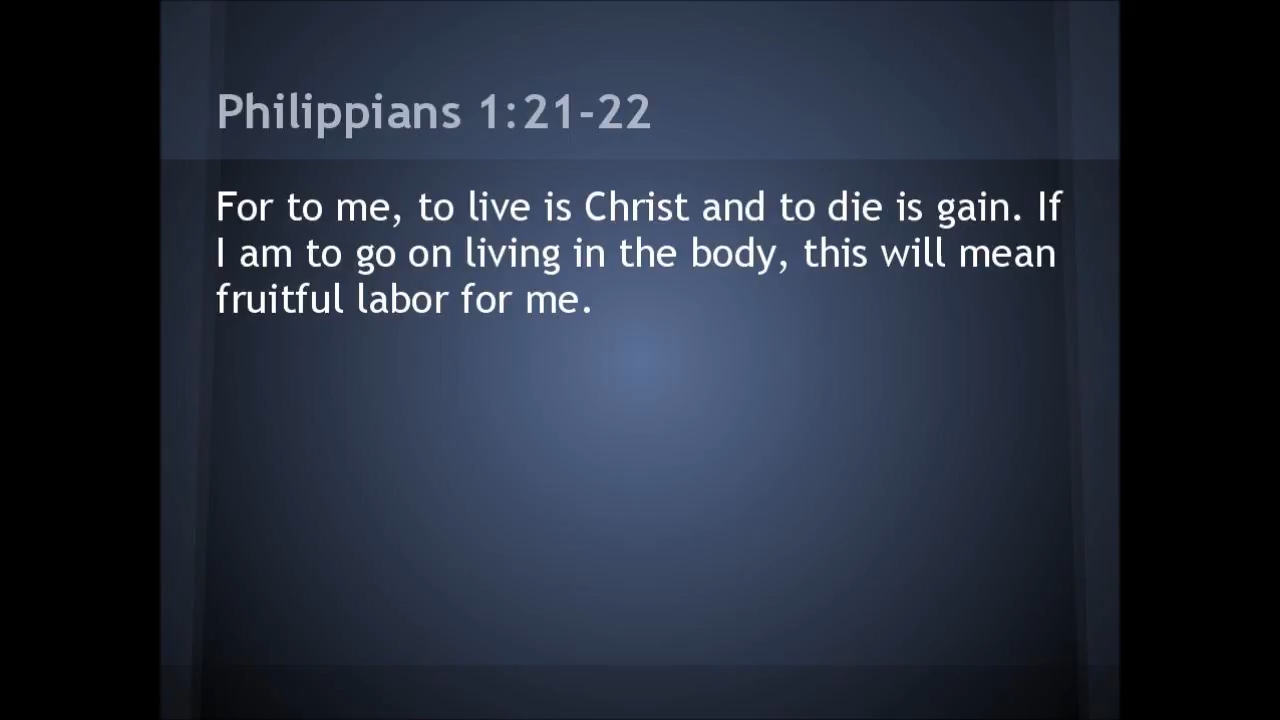 Philippians 1:21-22
For to me, to live is Christ and to die is gain. If
I am to go on living in the body, this will mean
fruitful labor for me.